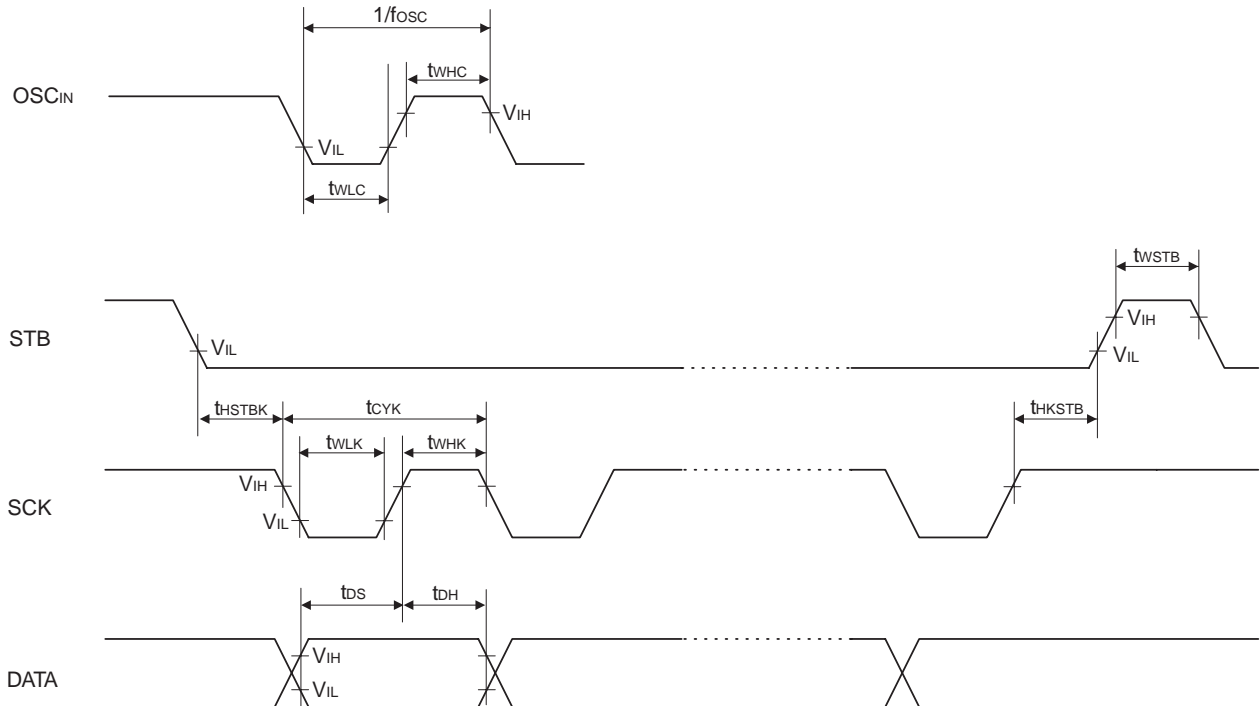 1/fOSC
tWHC
OSCIN
VIH
VIL
tWLC
tWSTB
STB
VIH
VIL
VIL
tHSTBK
tCYK
tHKSTB
tWLK
tWHK
VIH
SCK
VIL
tDS
tDH
VIH
DATA
VIL